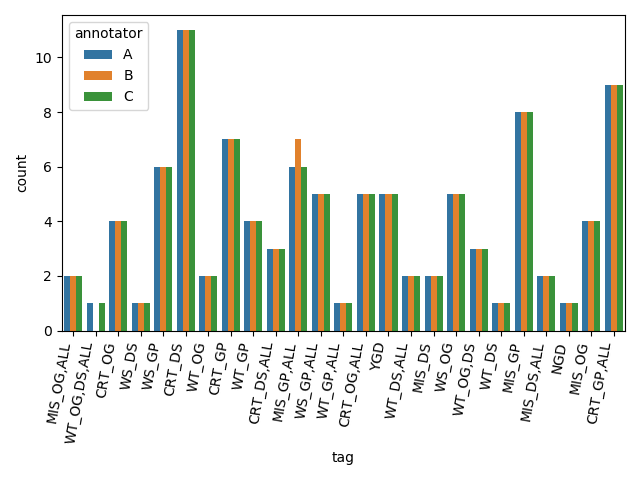 annotator
A
B
C
count
10
8
6
4
2
0
MIS_OG,ALL
WT_OG,DS,ALL
CRT_OG
WS_DS
WS_GP
CRT_DS
WT_OG
CRT_GP
WT_GP
CRT_DS,ALL
MIS_GP,ALL
WS_GP,ALL
WT_GP,ALL
CRT_OG,ALL
YGD
WT_DS,ALL
MIS_DS
WS_OG
WT_OG,DS
WT_DS
MIS_GP
MIS_DS,ALL
NGD
MIS_OG
CRT_GP,ALL
tag